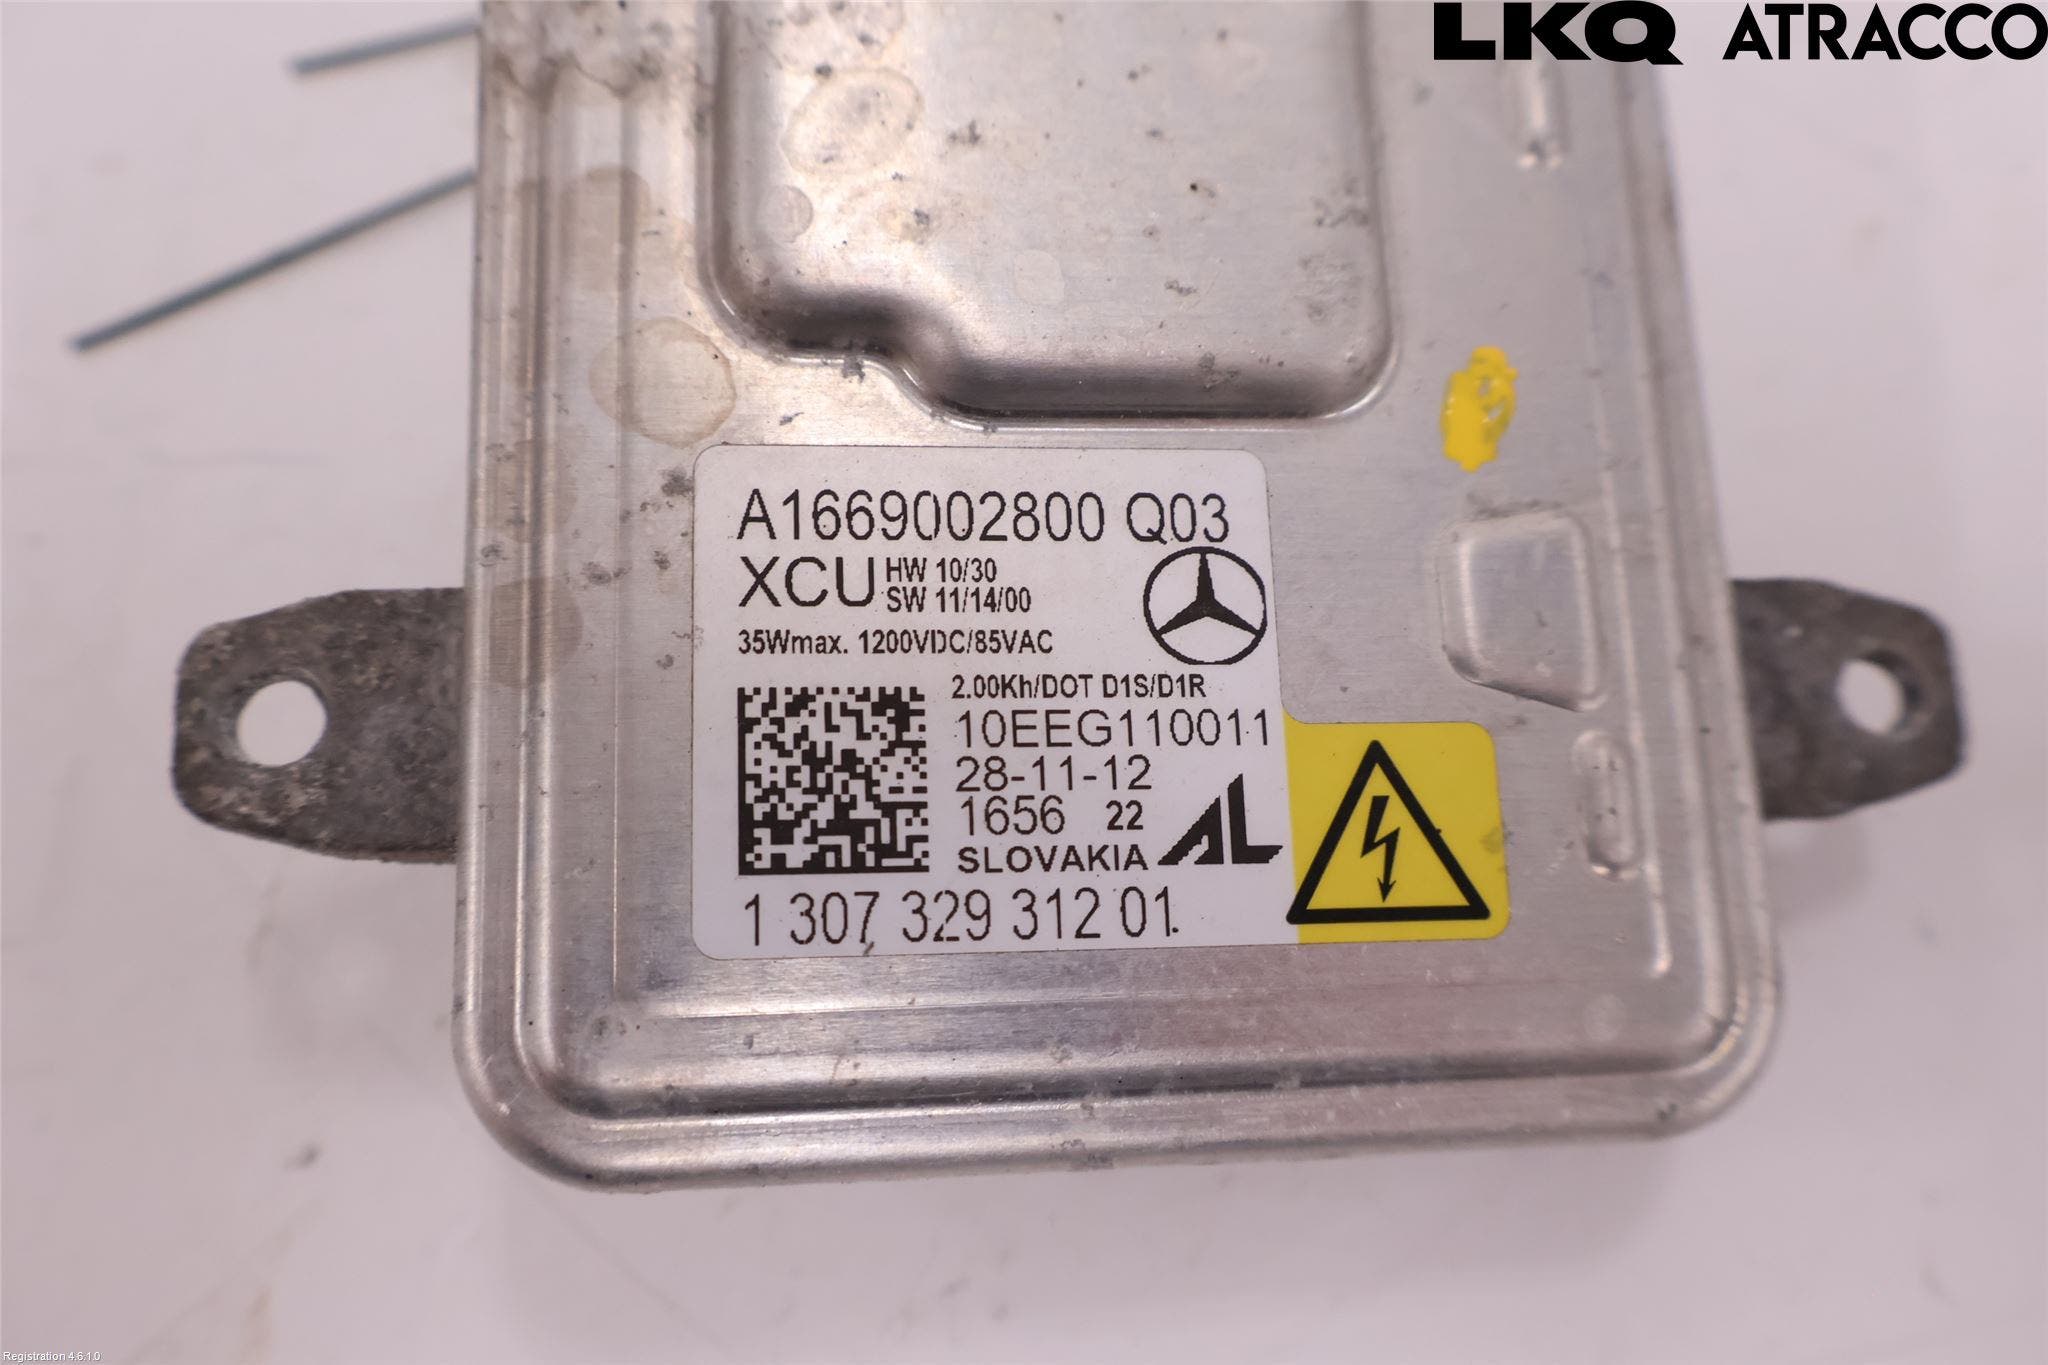 LKQ ATRACCO
A1669002800 Q03
XCU HW 10/30
SW 11/14/00
35Wmax. 1200VDC/85VAC
2.00Kh/DOT D1S/D1R
10EEG110011
28-11-12
1656 22
SLOVAKIA AL
1 307 329 312 01.
Registration 4.6.1.0